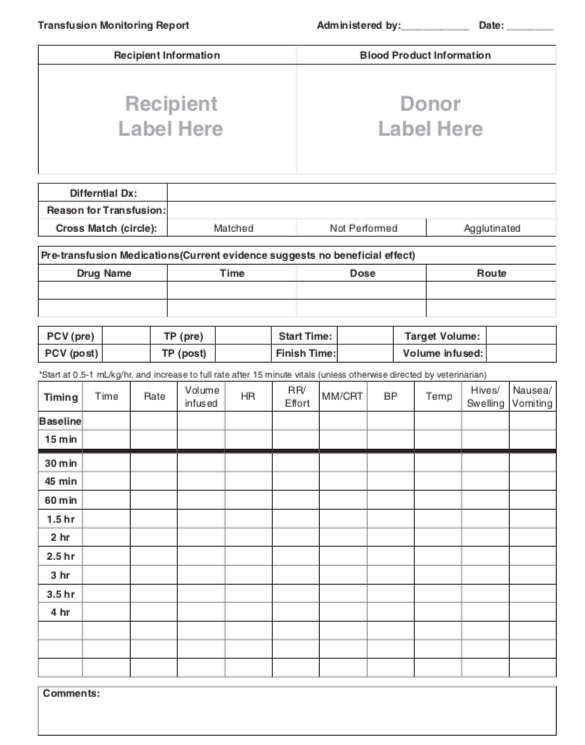 Transfusion Monitoring Report Administered by:____________ Date: ________
Recipient Information Blood Product Information
Recipient Donor
Label Here Label Here
Differntial Dx:
Reason for Transfusion:
Cross Match (circle): Matched Not Performed Agglutinated
Pre-transfusion Medications(Current evidence suggests no beneficial effect)
Drug Name Time Dose Route
PCV (pre) TP (pre) Start Time: Target Volume:
PCV (post) TP (post) Finish Time: Volume infused:
*Start at 0.5-1 mL/kg/hr, and increase to full rate after 15 minute vitals (unless otherwise directed by veterinarian)
Timing Time Rate Volume infused HR RR/ Effort MM/CRT BP Temp Hives/ Swelling Nausea/ Vomiting
Baseline
15 min
30 min
45 min
60 min
1.5 hr
2 hr
2.5 hr
3 hr
3.5 hr
4 hr
Comments: